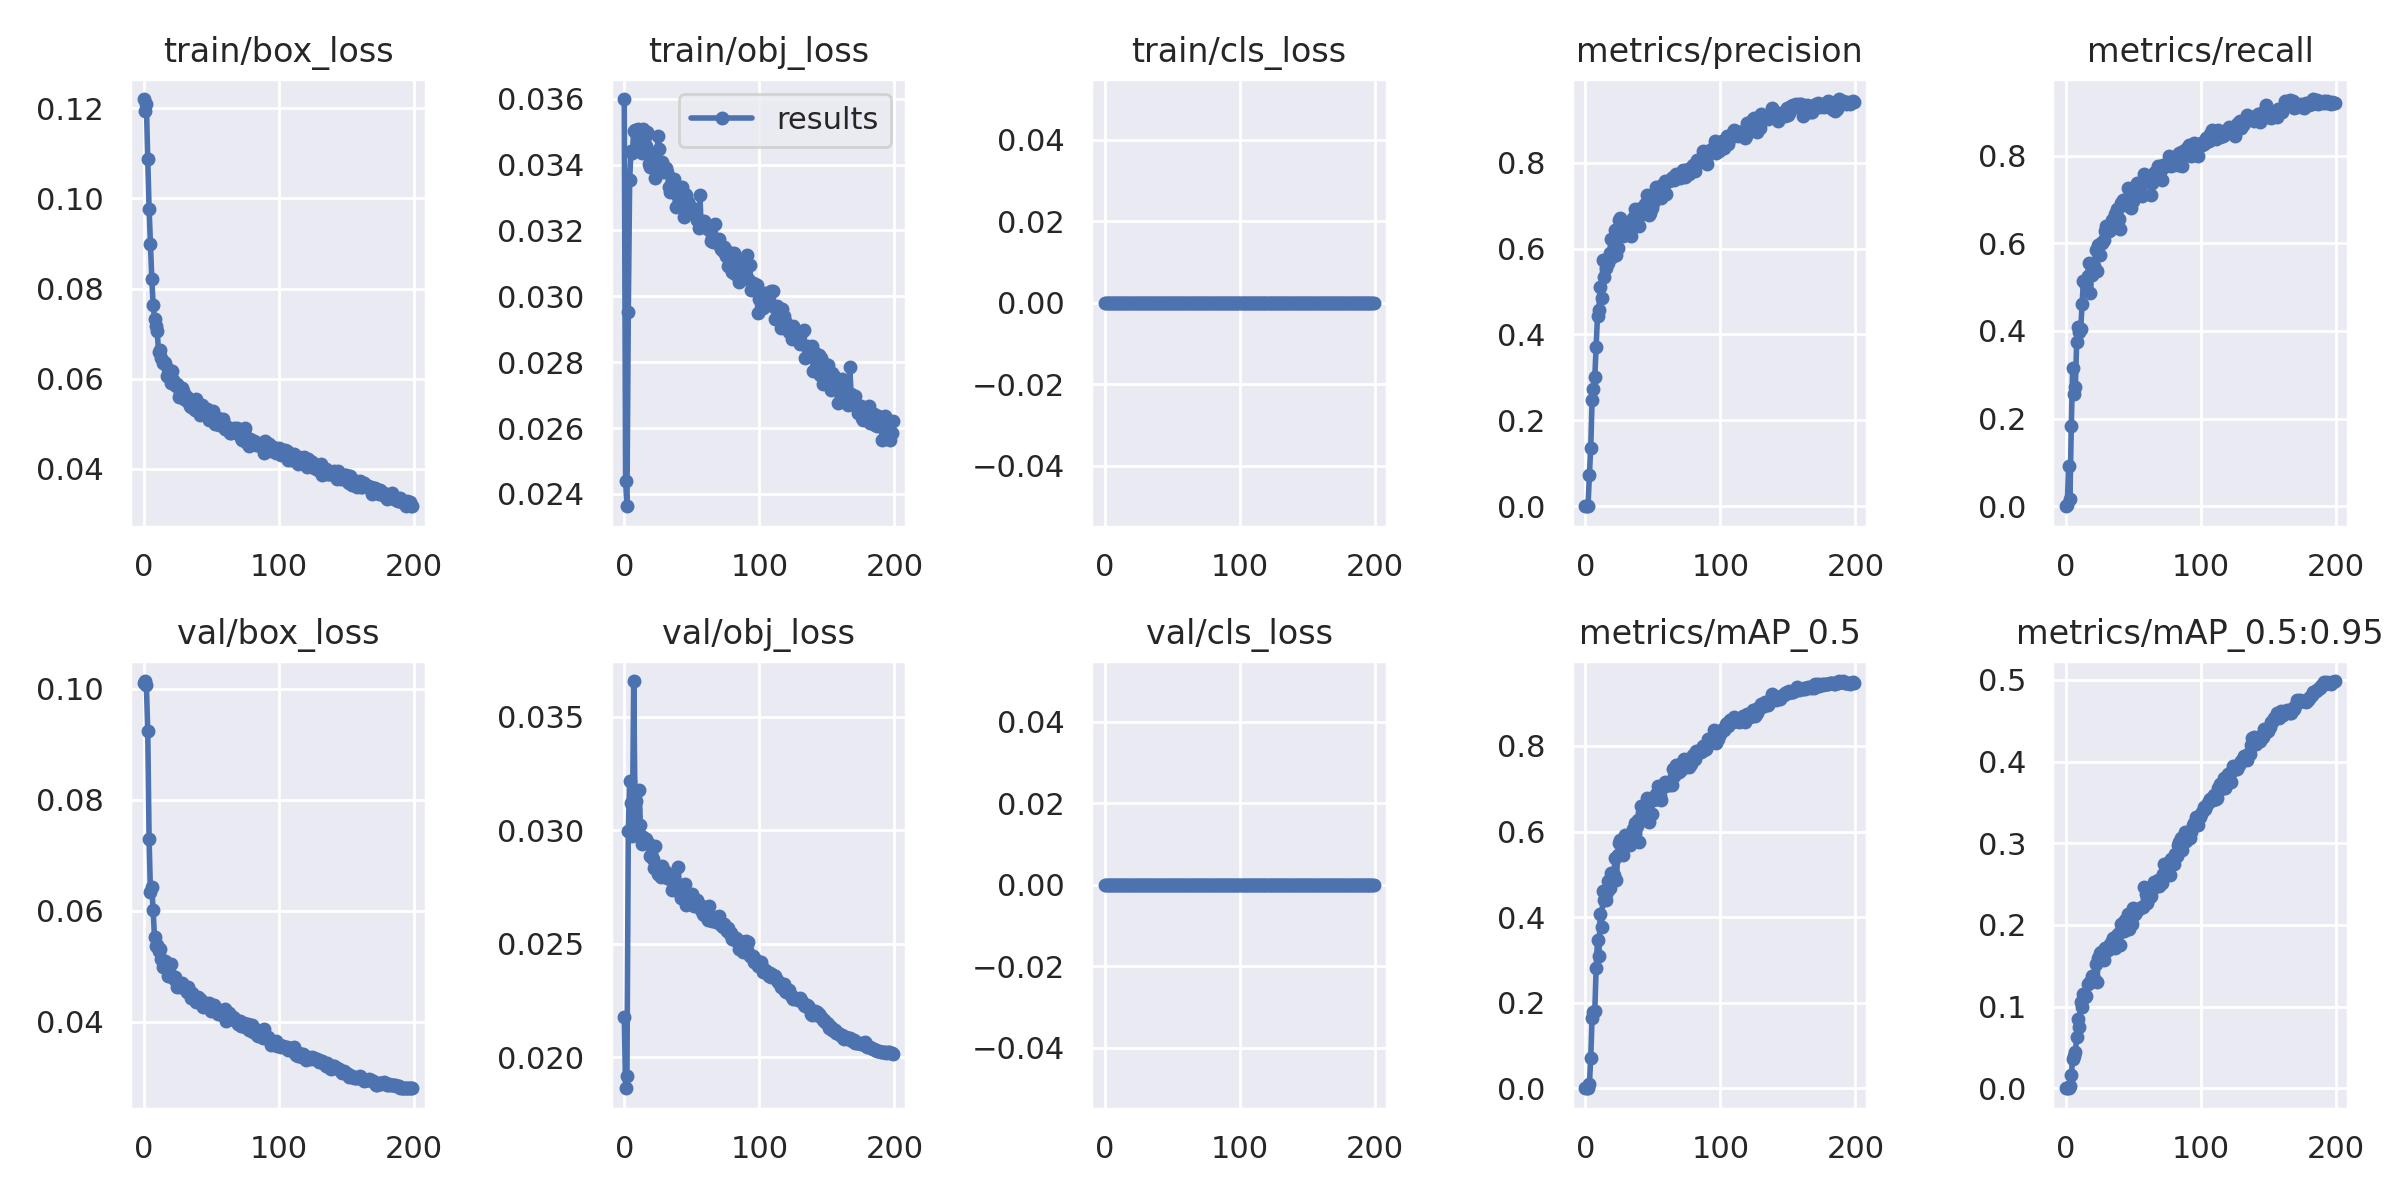 train/box_loss
train/obj_loss
train/cls_loss
metrics/precision
metrics/recall
0.12
0.10
0.08
0.06
0.04
0 100 200
0.036
0.034
0.032
0.030
0.028
0.026
0.024
results
0 100 200
0.04
0.02
0.00
−0.02
−0.04
0 100 200
0.8
0.6
0.4
0.2
0.0
0 100 200
0.8
0.6
0.4
0.2
0.0
0 100 200
val/box_loss
val/obj_loss
val/cls_loss
metrics/mAP_0.5
metrics/mAP_0.5:0.95
0.10
0.08
0.06
0.04
0 100 200
0.035
0.030
0.025
0.020
0 100 200
0.04
0.02
0.00
−0.02
−0.04
0 100 200
0.8
0.6
0.4
0.2
0.0
0 100 200
0.5
0.4
0.3
0.2
0.1
0.0
0 100 200